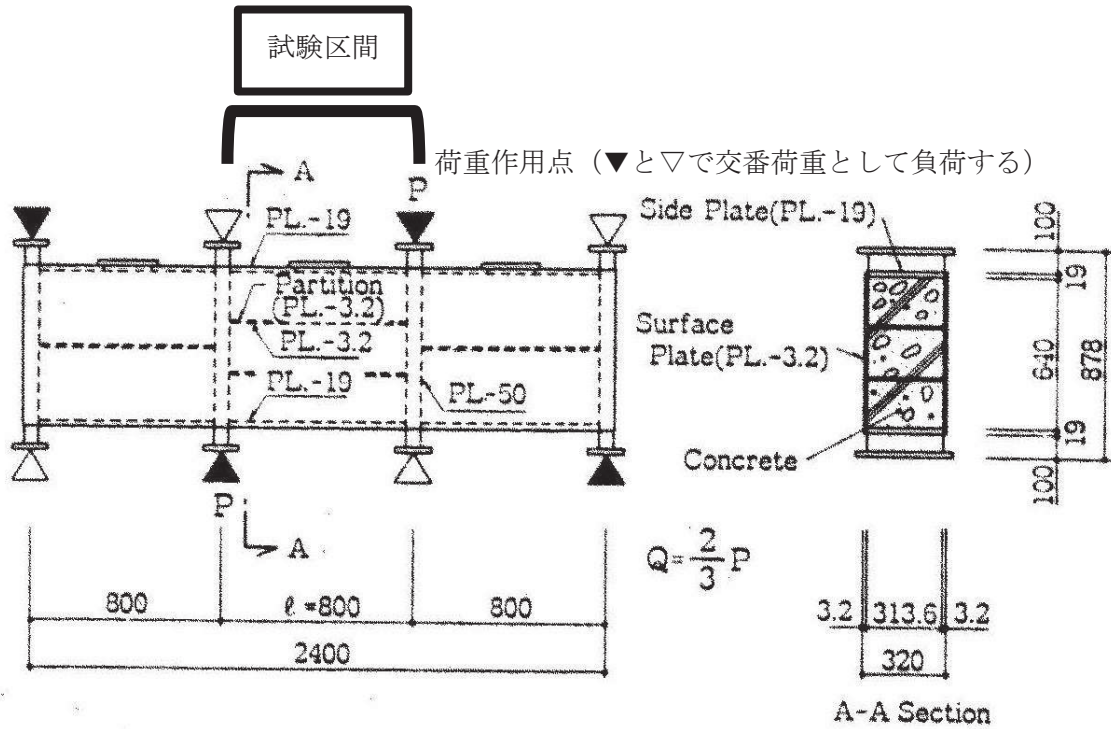 試験区間
荷重作用点（▼と▽で交番荷重として負荷する）
A
P
PL.-19
Partition
(PL.-3.2)
PL.-3.2
PL.-19
PL-50
P
A
800
ℓ=800
800
2400
Side Plate(PL.-19)
Surface
Plate(PL.-3.2)
Concrete
100
19
640
878
19
100
Q=2/3 P
3.2
313.6
3.2
320
A-A Section